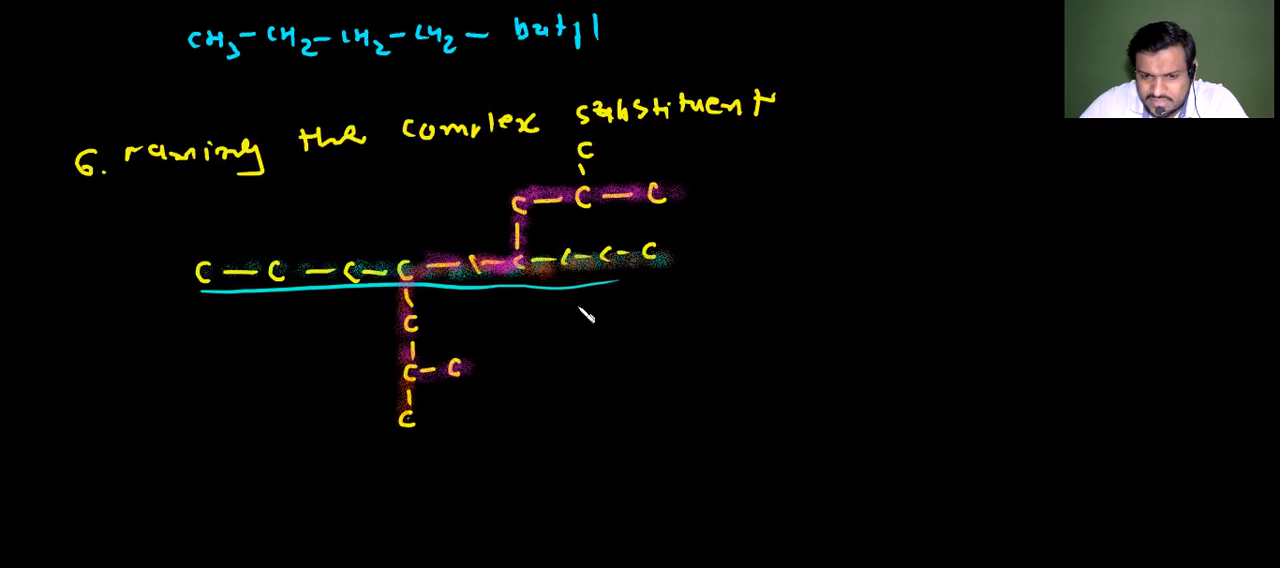 CH3-CH2-CH2-CH2- butyl
6. naming the complex substituent
C
C-C-C
C-C-C-C-C-C-C-C-C
C
C-C
C